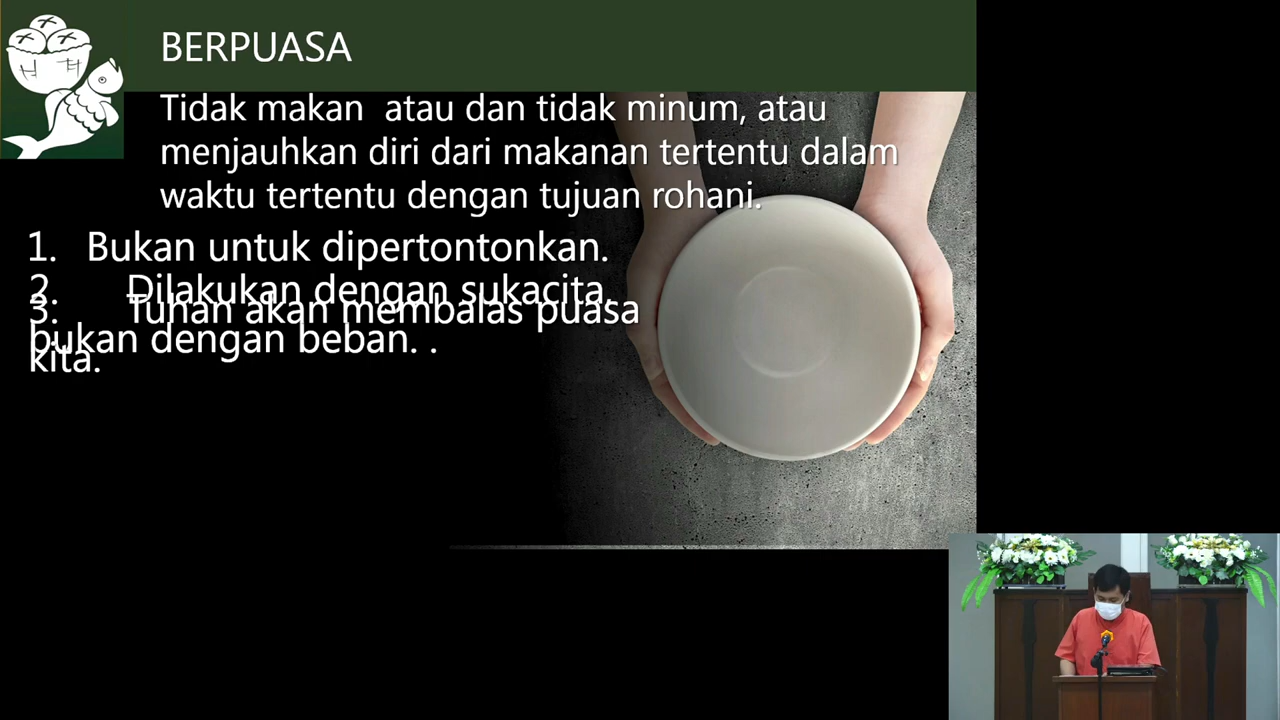 BERPUASA
Tidak makan atau dan tidak minum, atau
menjauhkan diri dari makanan tertentu dalam
waktu tertentu dengan tujuan rohani.
1. Bukan untuk dipertontonkan.
2. Dilakukan dengan sukacita,
bukan dengan beban. .
3. Tuhan akan membalas puasa
kita.